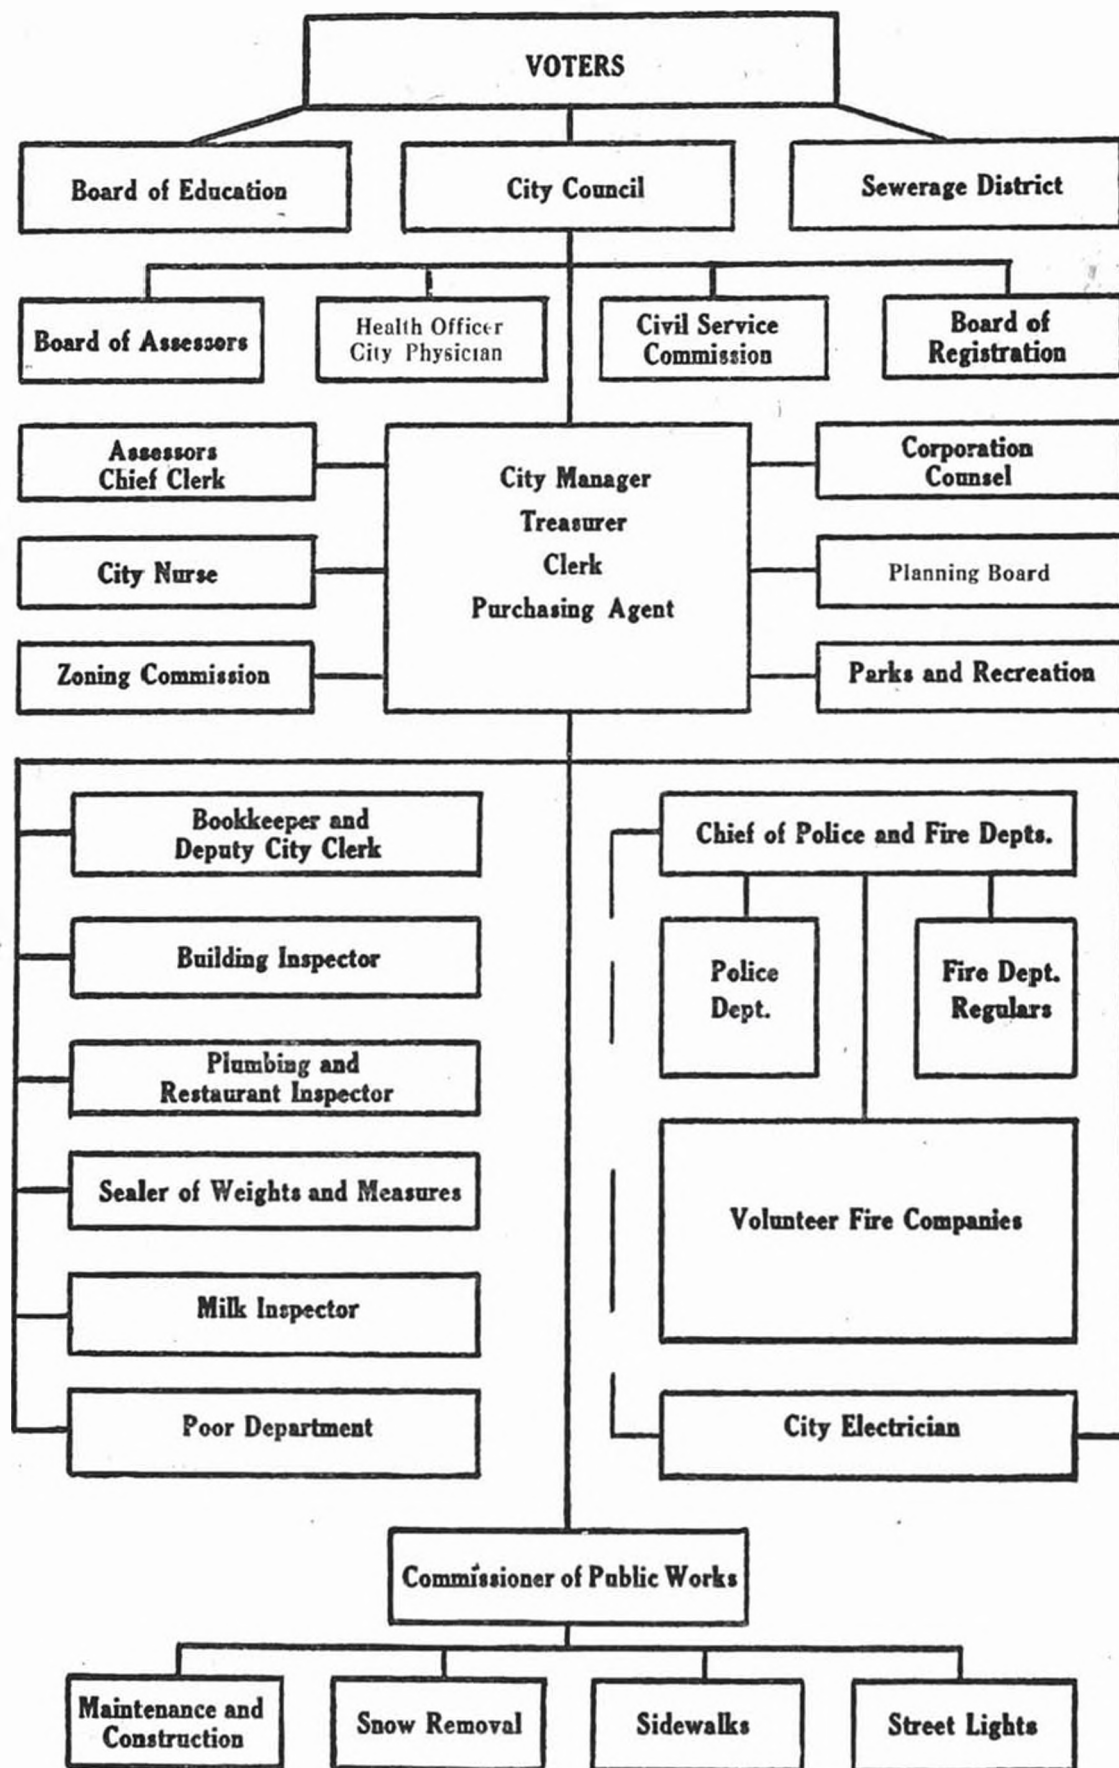 VOTERS
Board of Education
City Council
Sewerage District
Board of Assessors
Health Officer
City Physician
Civil Service
Commission
Board of
Registration
Assessors
Chief Clerk
City Manager
Treasurer
Clerk
Purchasing Agent
Corporation
Counsel
City Nurse
Planning Board
Zoning Commission
Parks and Recreation
Bookkeeper and
Deputy City Clerk
Chief of Police and Fire Depts.
Building Inspector
Police
Dept.
Fire Dept.
Regulars
Plumbing and
Restaurant Inspector
Sealer of Weights and Measures
Volunteer Fire Companies
Milk Inspector
Poor Department
City Electrician
Commissioner of Public Works
Maintenance and
Construction
Snow Removal
Sidewalks
Street Lights